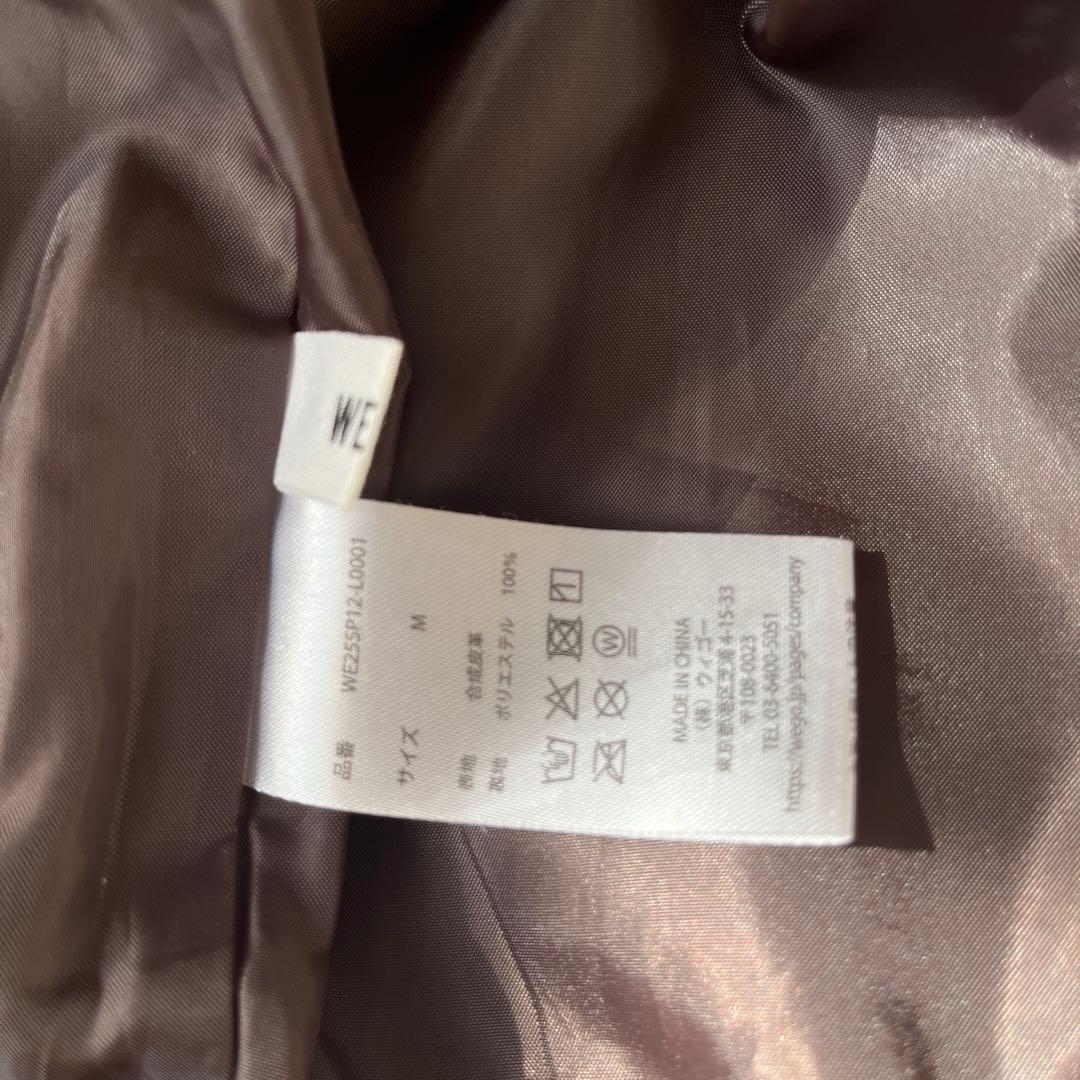 WE
品番 WE25SP12-L0001
サイズ M
表地 合成皮革
裏地 ポリエステル 100%
W
MADE IN CHINA
(株)ウィゴー
東京都港区芝浦 4-15-33
〒108-0023
TEL 03-6400-5051
https://wego.jp/pages/company